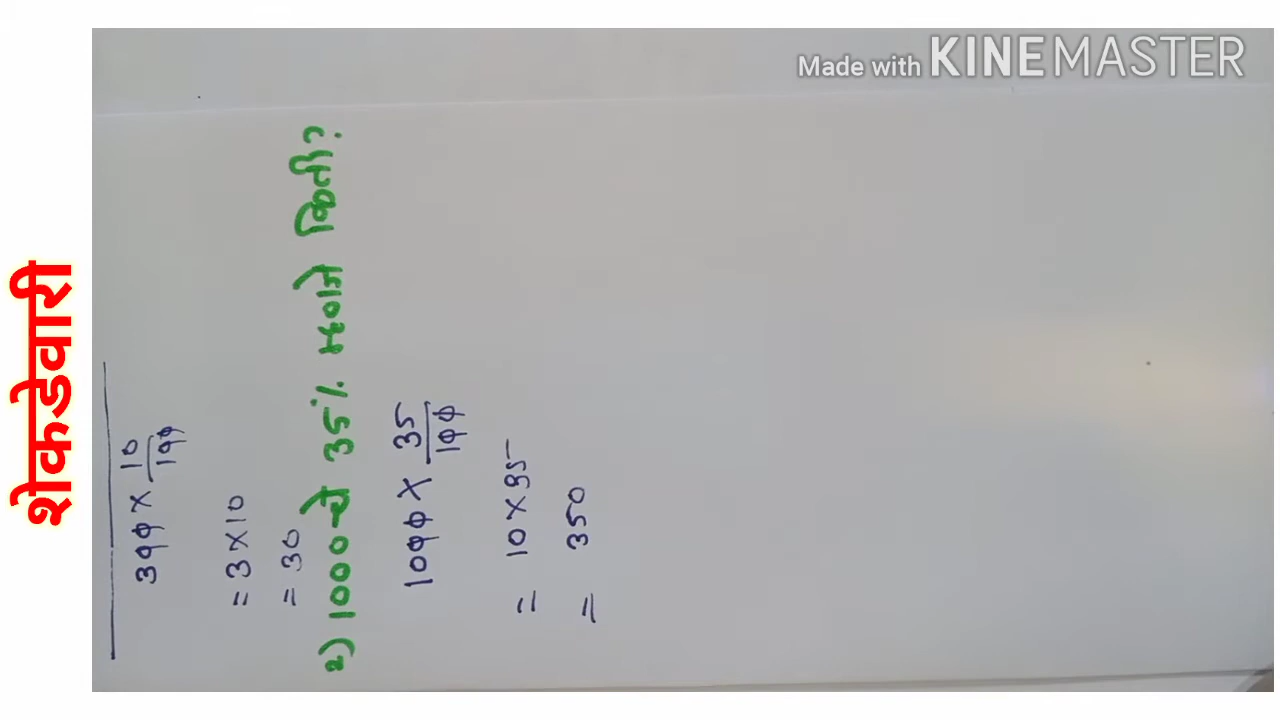 Made with KINEMASTER
शेकडेवारी
300 × 10/100
= 3 × 10
= 30
2) 1000 चे 35% म्हणजे किती?
1000 × 35/100
= 10 × 35
= 350